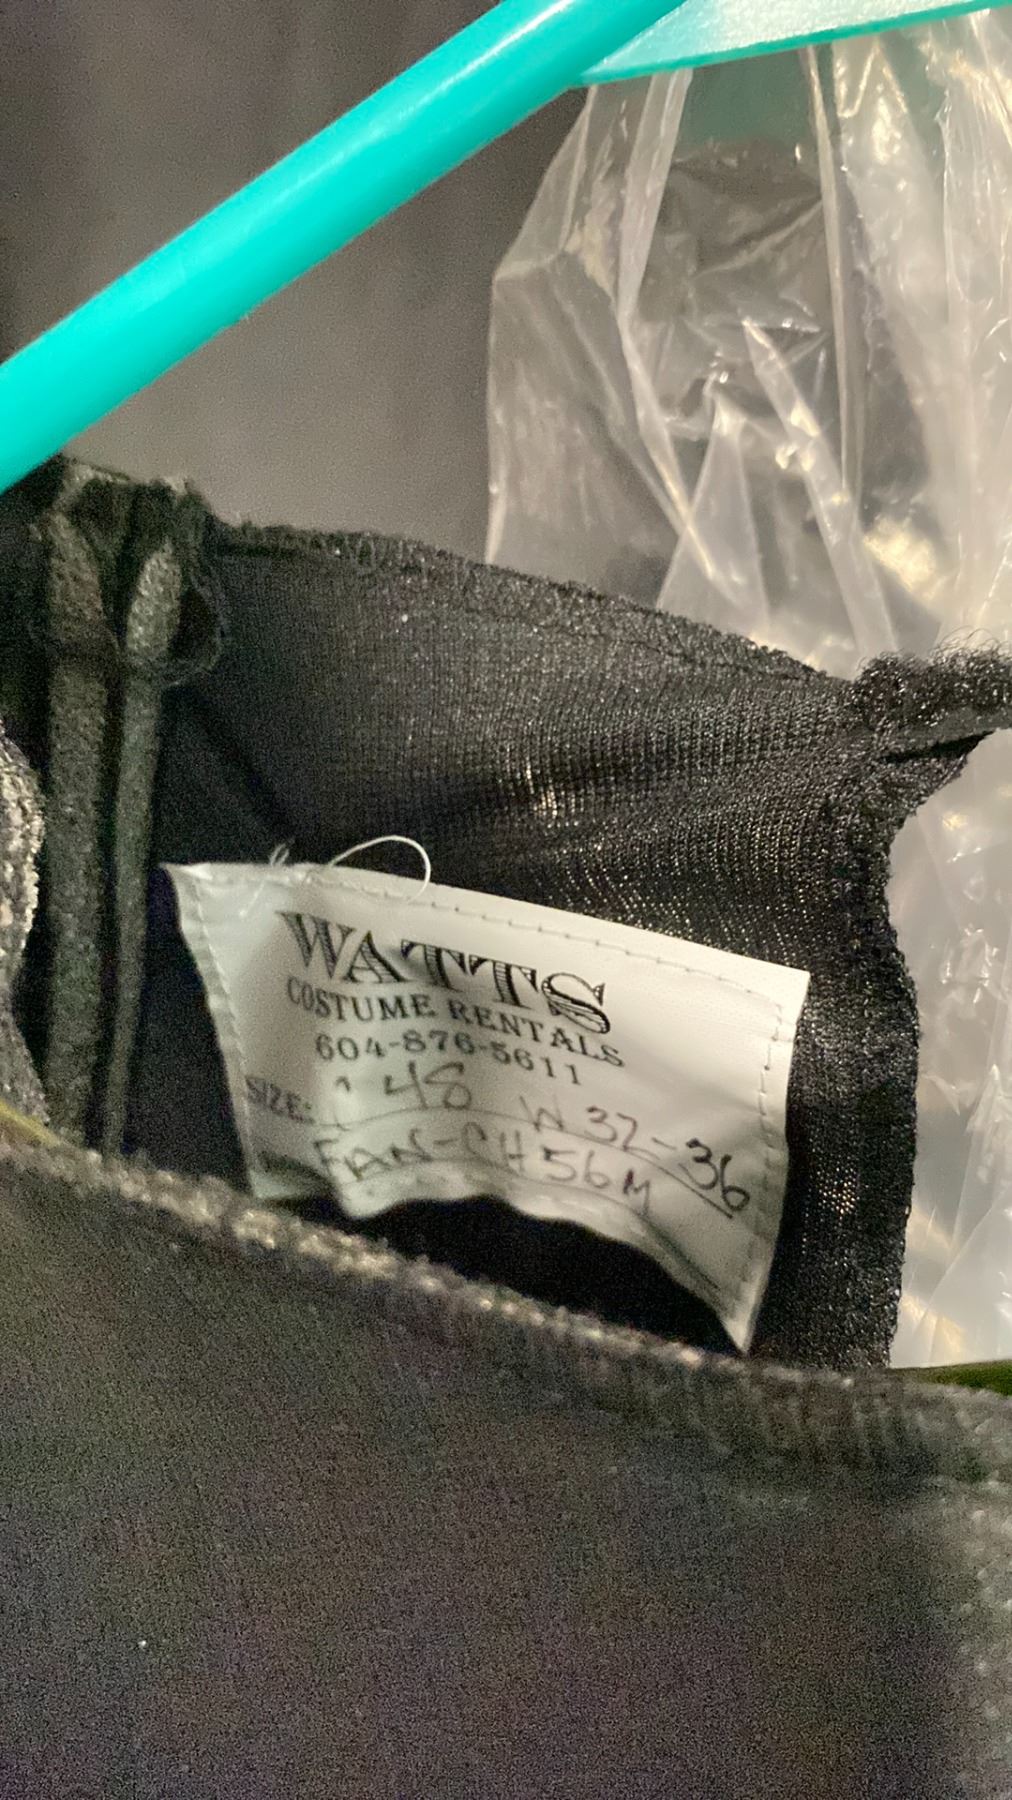 WATTS
COSTUME RENTALS
604-876-5611
SIZE: 48 W 32-36
FAN-CH56M